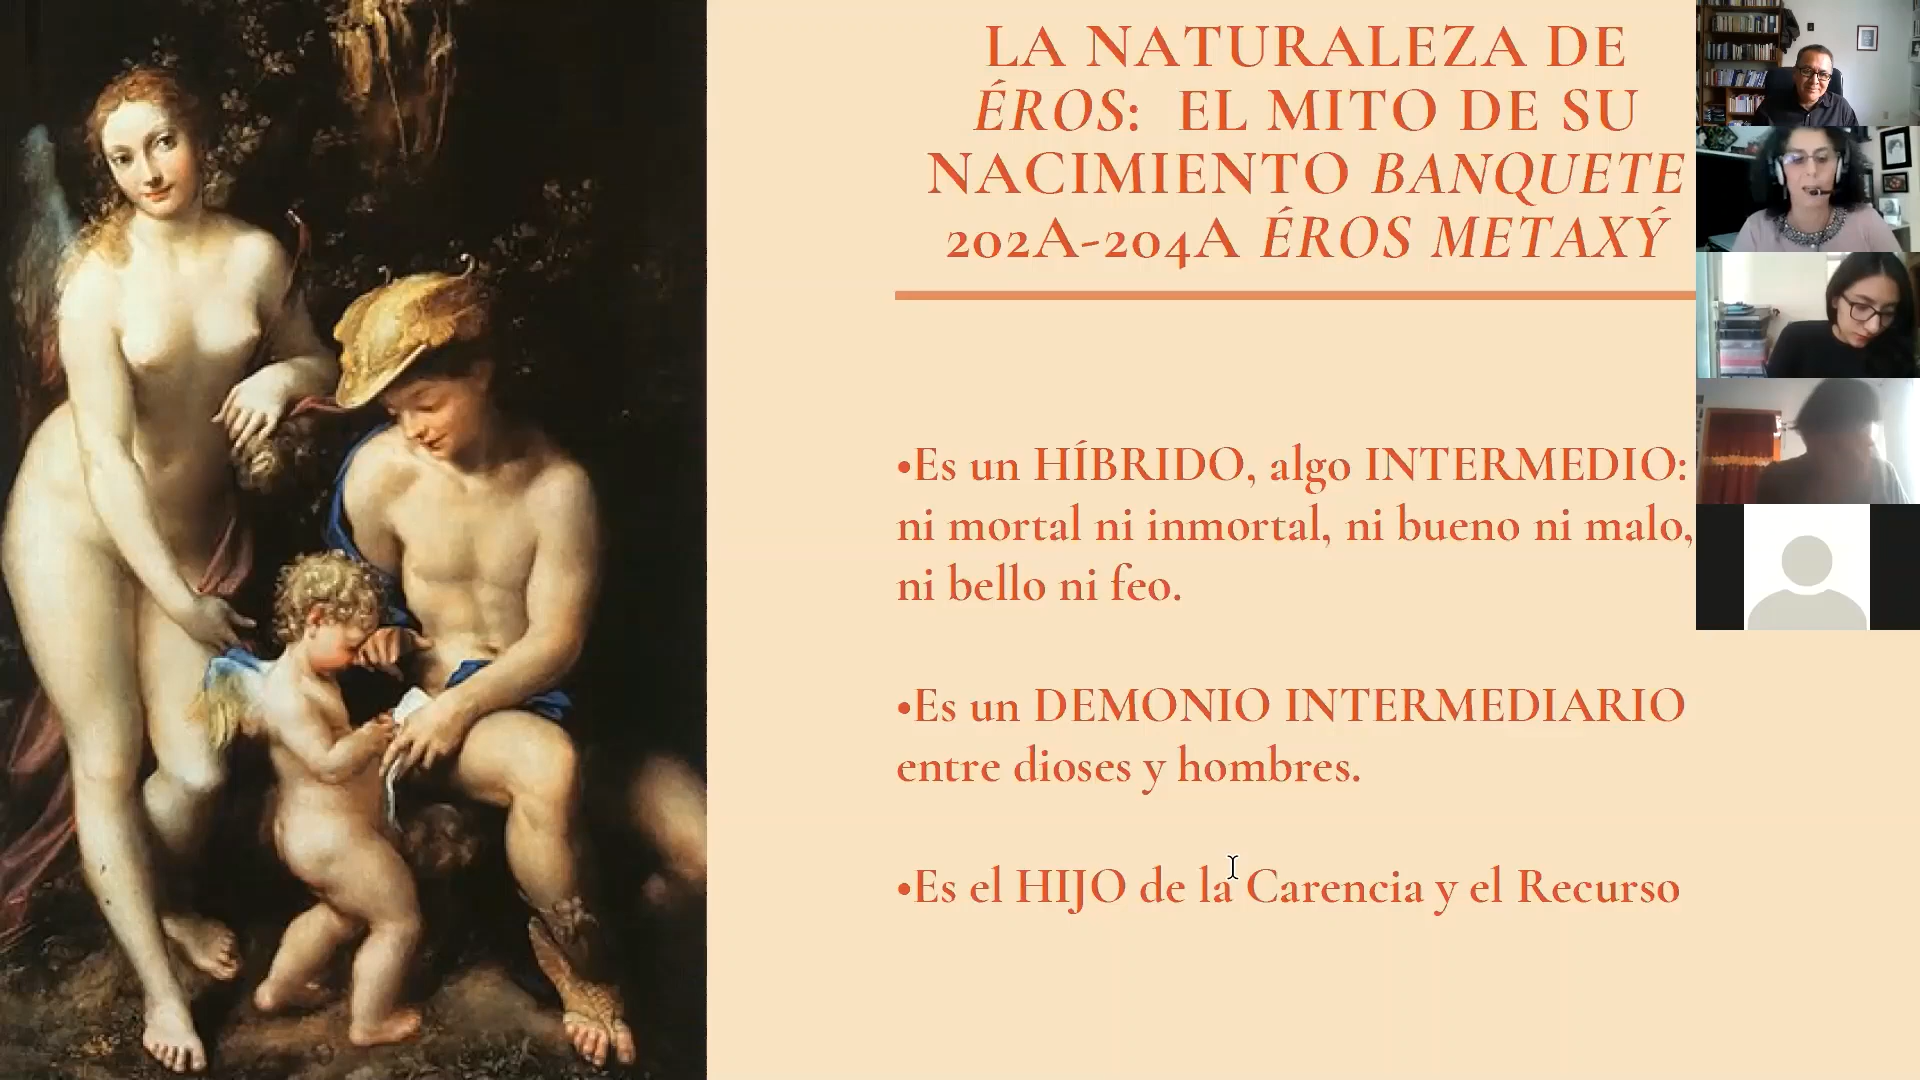 LA NATURALEZA DE
ÉROS: EL MITO DE SU
NACIMIENTO BANQUETE
202A-204A ÉROS METAXÝ
•Es un HÍBRIDO, algo INTERMEDIO:
ni mortal ni inmortal, ni bueno ni malo,
ni bello ni feo.
•Es un DEMONIO INTERMEDIARIO
entre dioses y hombres.
•Es el HIJO de la Carencia y el Recurso